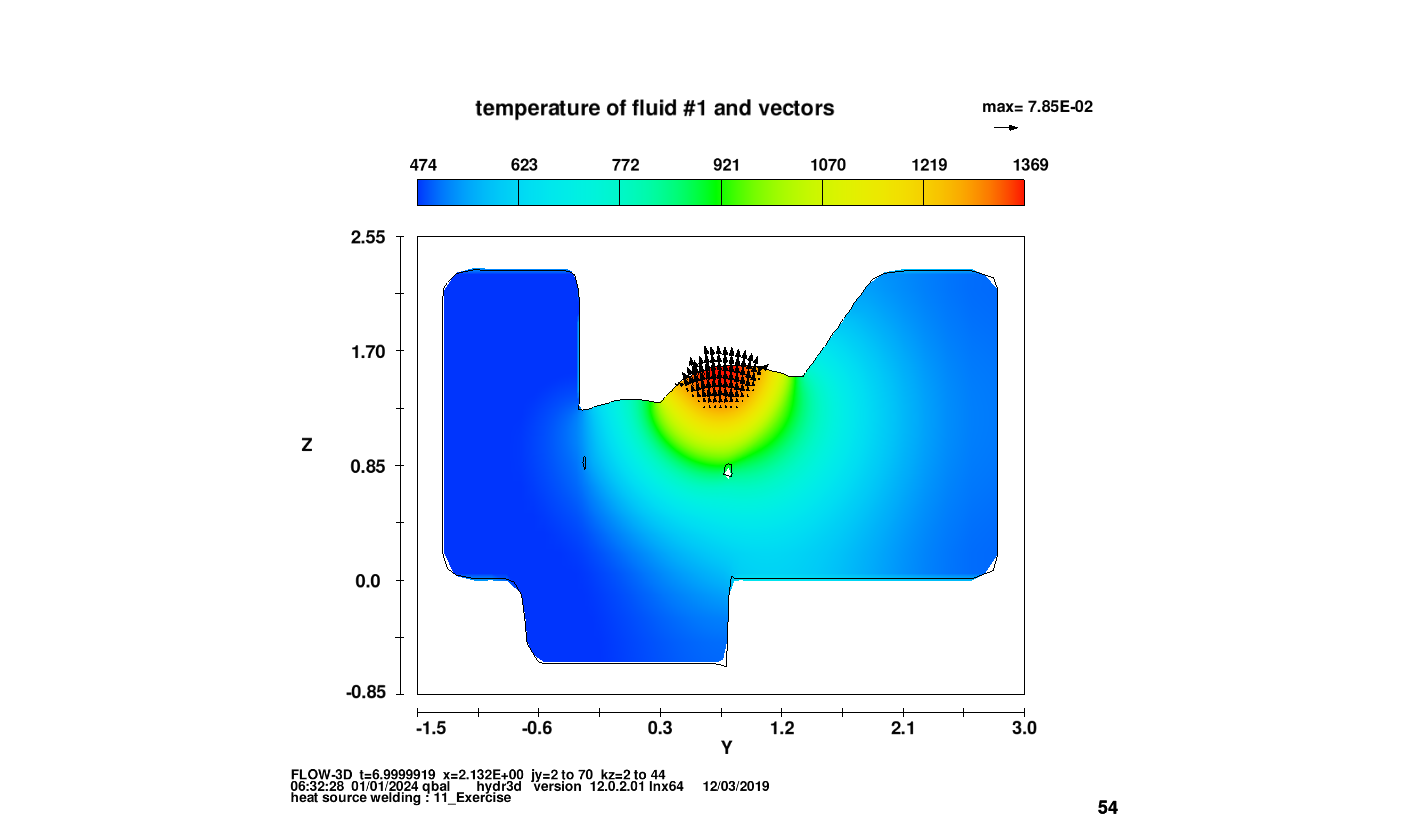 temperature of fluid #1 and vectors
max= 7.85E-02
474 623 772 921 1070 1219 1369
2.55
1.70
Z
0.85
0.0
-0.85
-1.5 -0.6 0.3 1.2 2.1 3.0
Y
FLOW-3D t=6.9999919 x=2.132E+00 jy=2 to 70 kz=2 to 44
06:32:28 01/01/2024 qbal hydr3d version 12.0.2.01 lnx64 12/03/2019
heat source welding : 11_Exercise
54